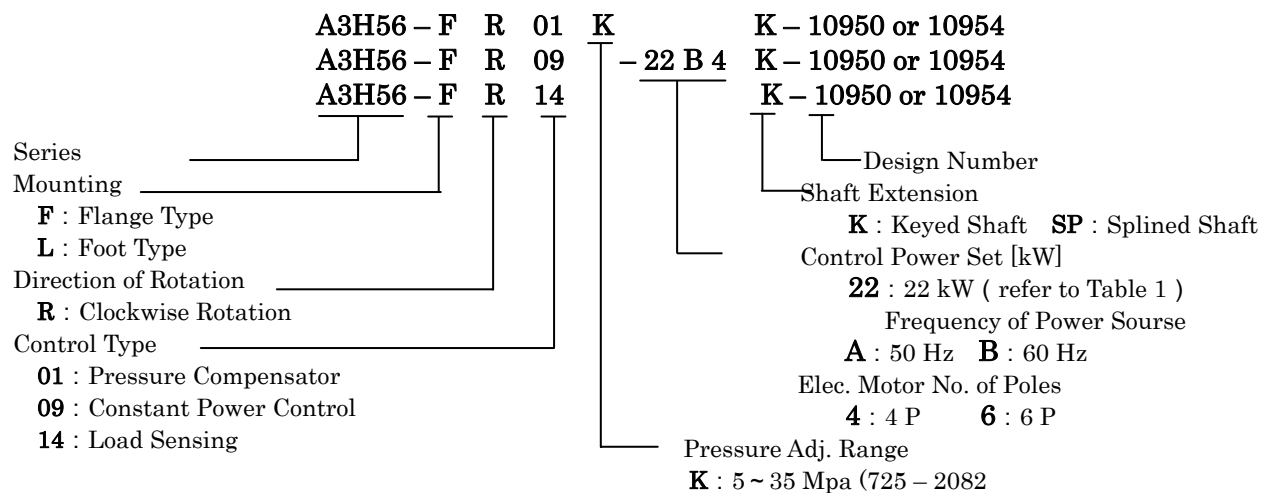 A3H56 – F R 01 K K – 10950 or 10954
A3H56 – F R 09 – 22 B 4 K – 10950 or 10954
A3H56 – F R 14 K – 10950 or 10954
Series
Design Number
Mounting
Shaft Extension
F : Flange Type
K : Keyed Shaft SP : Splined Shaft
L : Foot Type
Control Power Set [kW]
Direction of Rotation
22 : 22 kW ( refer to Table 1 )
R : Clockwise Rotation
Frequency of Power Sourse
Control Type
A : 50 Hz B : 60 Hz
01 : Pressure Compensator
Elec. Motor No. of Poles
09 : Constant Power Control
4 : 4 P 6 : 6 P
14 : Load Sensing
Pressure Adj. Range
K : 5 ~ 35 Mpa (725 – 2082